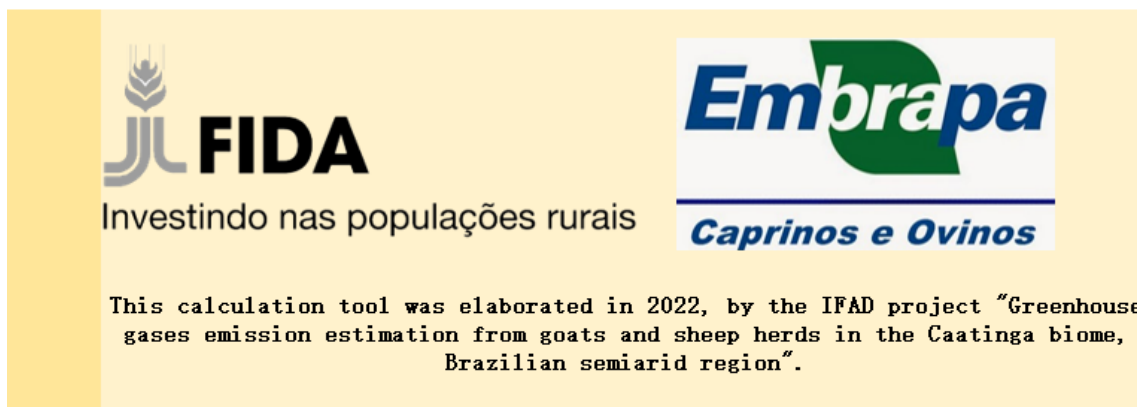 FIDA
Investindo nas populações rurais
Embrapa
Caprinos e Ovinos
This calculation tool was elaborated in 2022, by the IFAD project "Greenhouse
gases emission estimation from goats and sheep herds in the Caatinga biome,
Brazilian semiarid region".